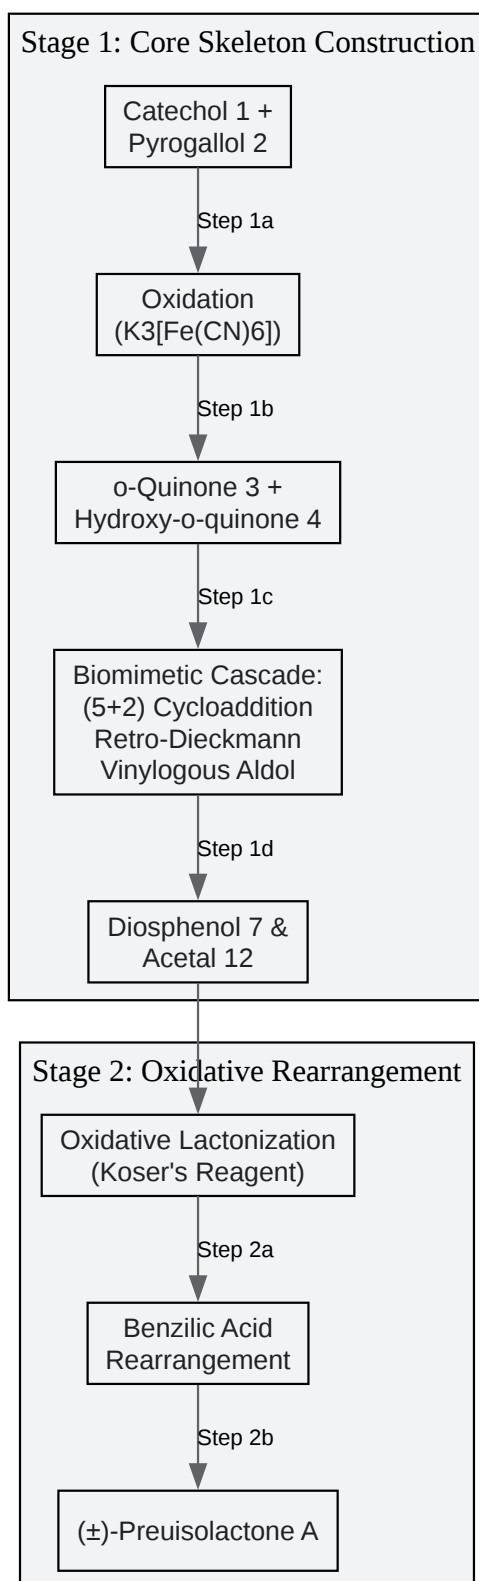 Stage 1: Core Skeleton Construction
Catechol 1 +
Pyrogallol 2
Step 1a
Oxidation
(K3[Fe(CN)6])
Step 1b
o-Quinone 3 +
Hydroxy-o-quinone 4
Step 1c
Biomimetic Cascade:
(5+2) Cycloaddition
Retro-Dieckmann
Vinylogous Aldol
Step 1d
Diosphenol 7 &
Acetal 12
Stage 2: Oxidative Rearrangement
Oxidative Lactonization
(Koser's Reagent)
Step 2a
Benzilic Acid
Rearrangement
Step 2b
(±)-Preuisolactone A